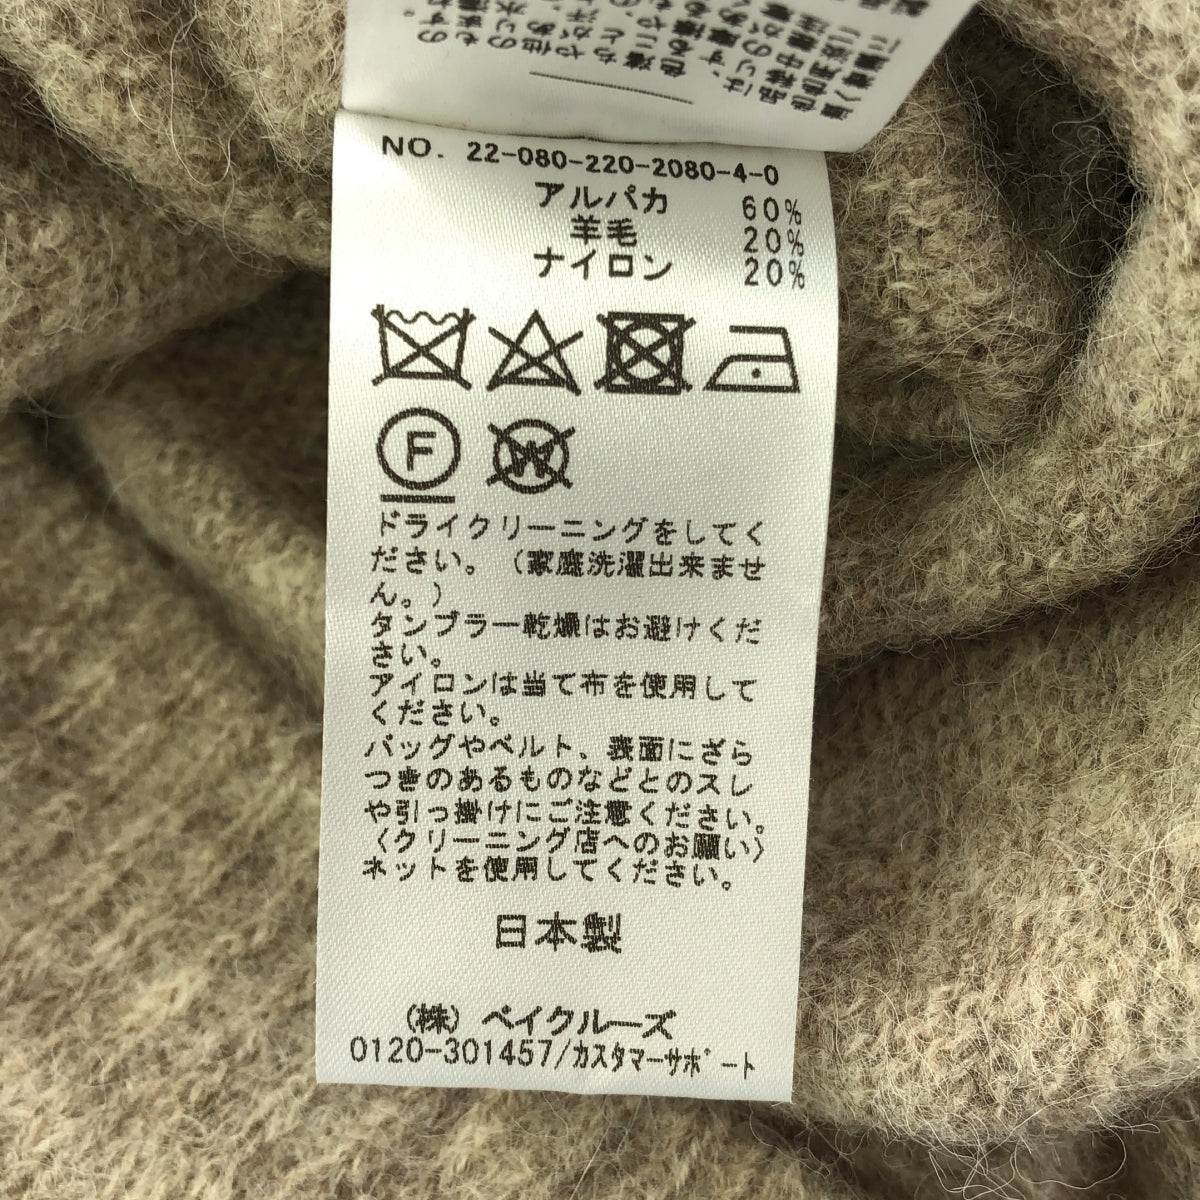 NO. 22-080-220-2080-4-0
アルパカ 60%
羊毛 20%
ナイロン 20%
F
W
ドライクリーニングをしてく
ださい。（家庭洗濯出来ませ
ん。）
タンブラー乾燥はお避けくだ
さい。
アイロンは当て布を使用して
ください。
バッグやベルト、表面にざら
つきのあるものなどとのスレ
や引っ掛けにご注意ください。
〈クリーニング店へのお願い〉
ネットを使用してください。
日本製
（株）ベイクルーズ
0120-301457/カスタマーサポート